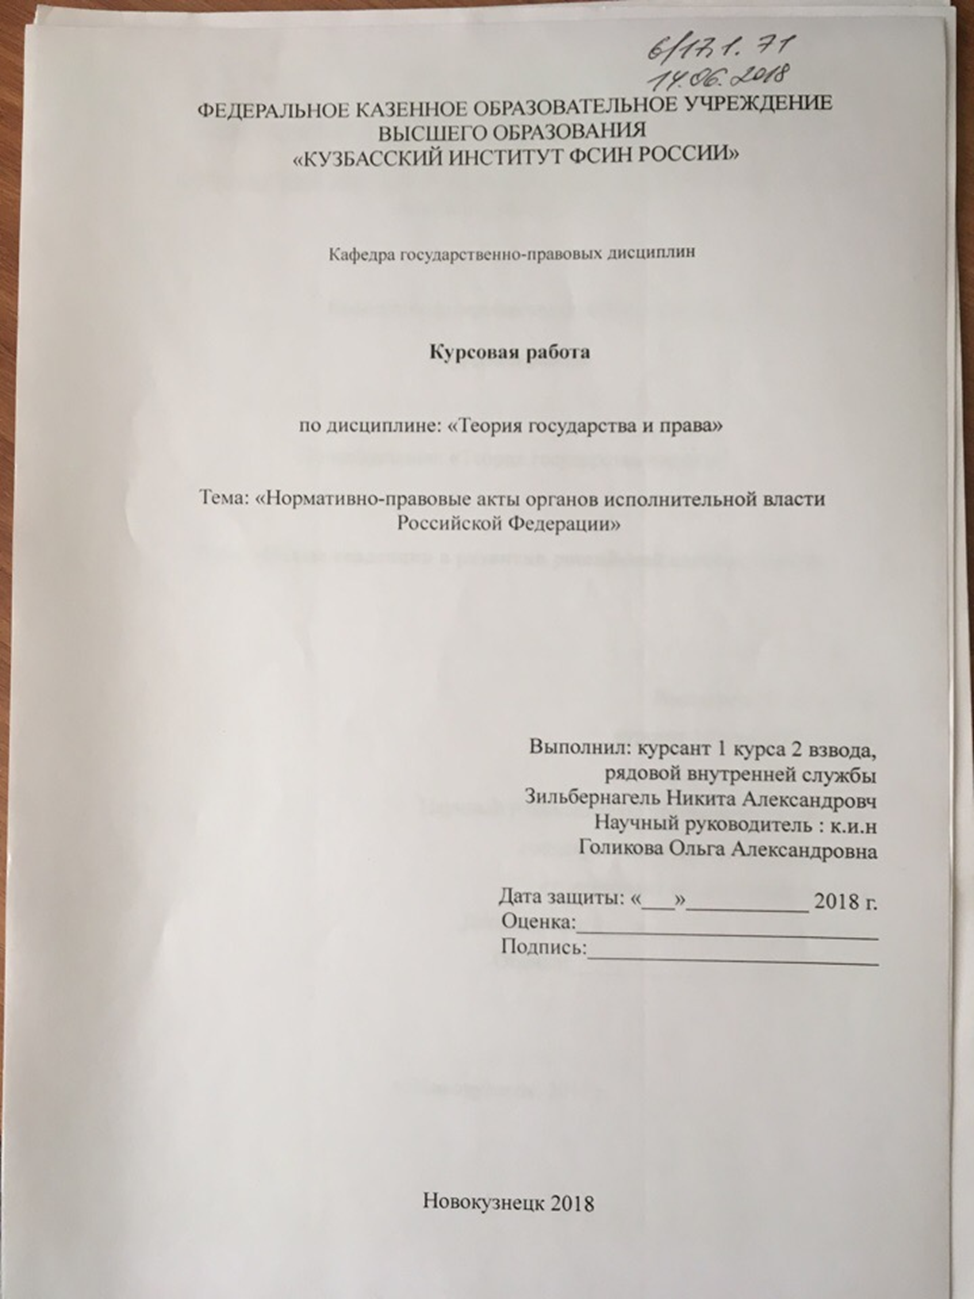 6/17.1.71
14.06.2018
ФЕДЕРАЛЬНОЕ КАЗЕННОЕ ОБРАЗОВАТЕЛЬНОЕ УЧРЕЖДЕНИЕ
ВЫСШЕГО ОБРАЗОВАНИЯ
«КУЗБАССКИЙ ИНСТИТУТ ФСИН РОССИИ»
Кафедра государственно-правовых дисциплин
Курсовая работа
по дисциплине: «Теория государства и права»
Тема: «Нормативно-правовые акты органов исполнительной власти
Российской Федерации»
Выполнил: курсант 1 курса 2 взвода,
рядовой внутренней службы
Зильбернагель Никита Александровч
Научный руководитель : к.и.н
Голикова Ольга Александровна
Дата защиты: «___»___________ 2018 г.
Оценка:___________________________
Подпись:__________________________
Новокузнецк 2018